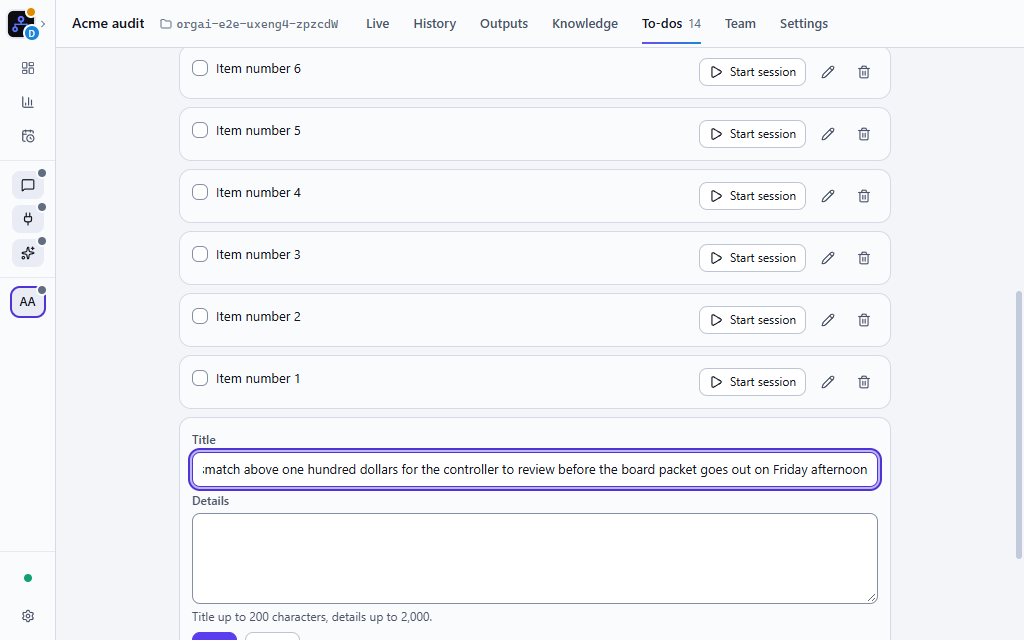 Acme audit
orgai-e2e-uxeng4-zpzcdW
Live
History
Outputs
Knowledge
To-dos 14
Team
Settings
D
AA
Item number 6
Start session
Item number 5
Start session
Item number 4
Start session
Item number 3
Start session
Item number 2
Start session
Item number 1
Start session
Title
smatch above one hundred dollars for the controller to review before the board packet goes out on Friday afternoon
Details
Title up to 200 characters, details up to 2,000.